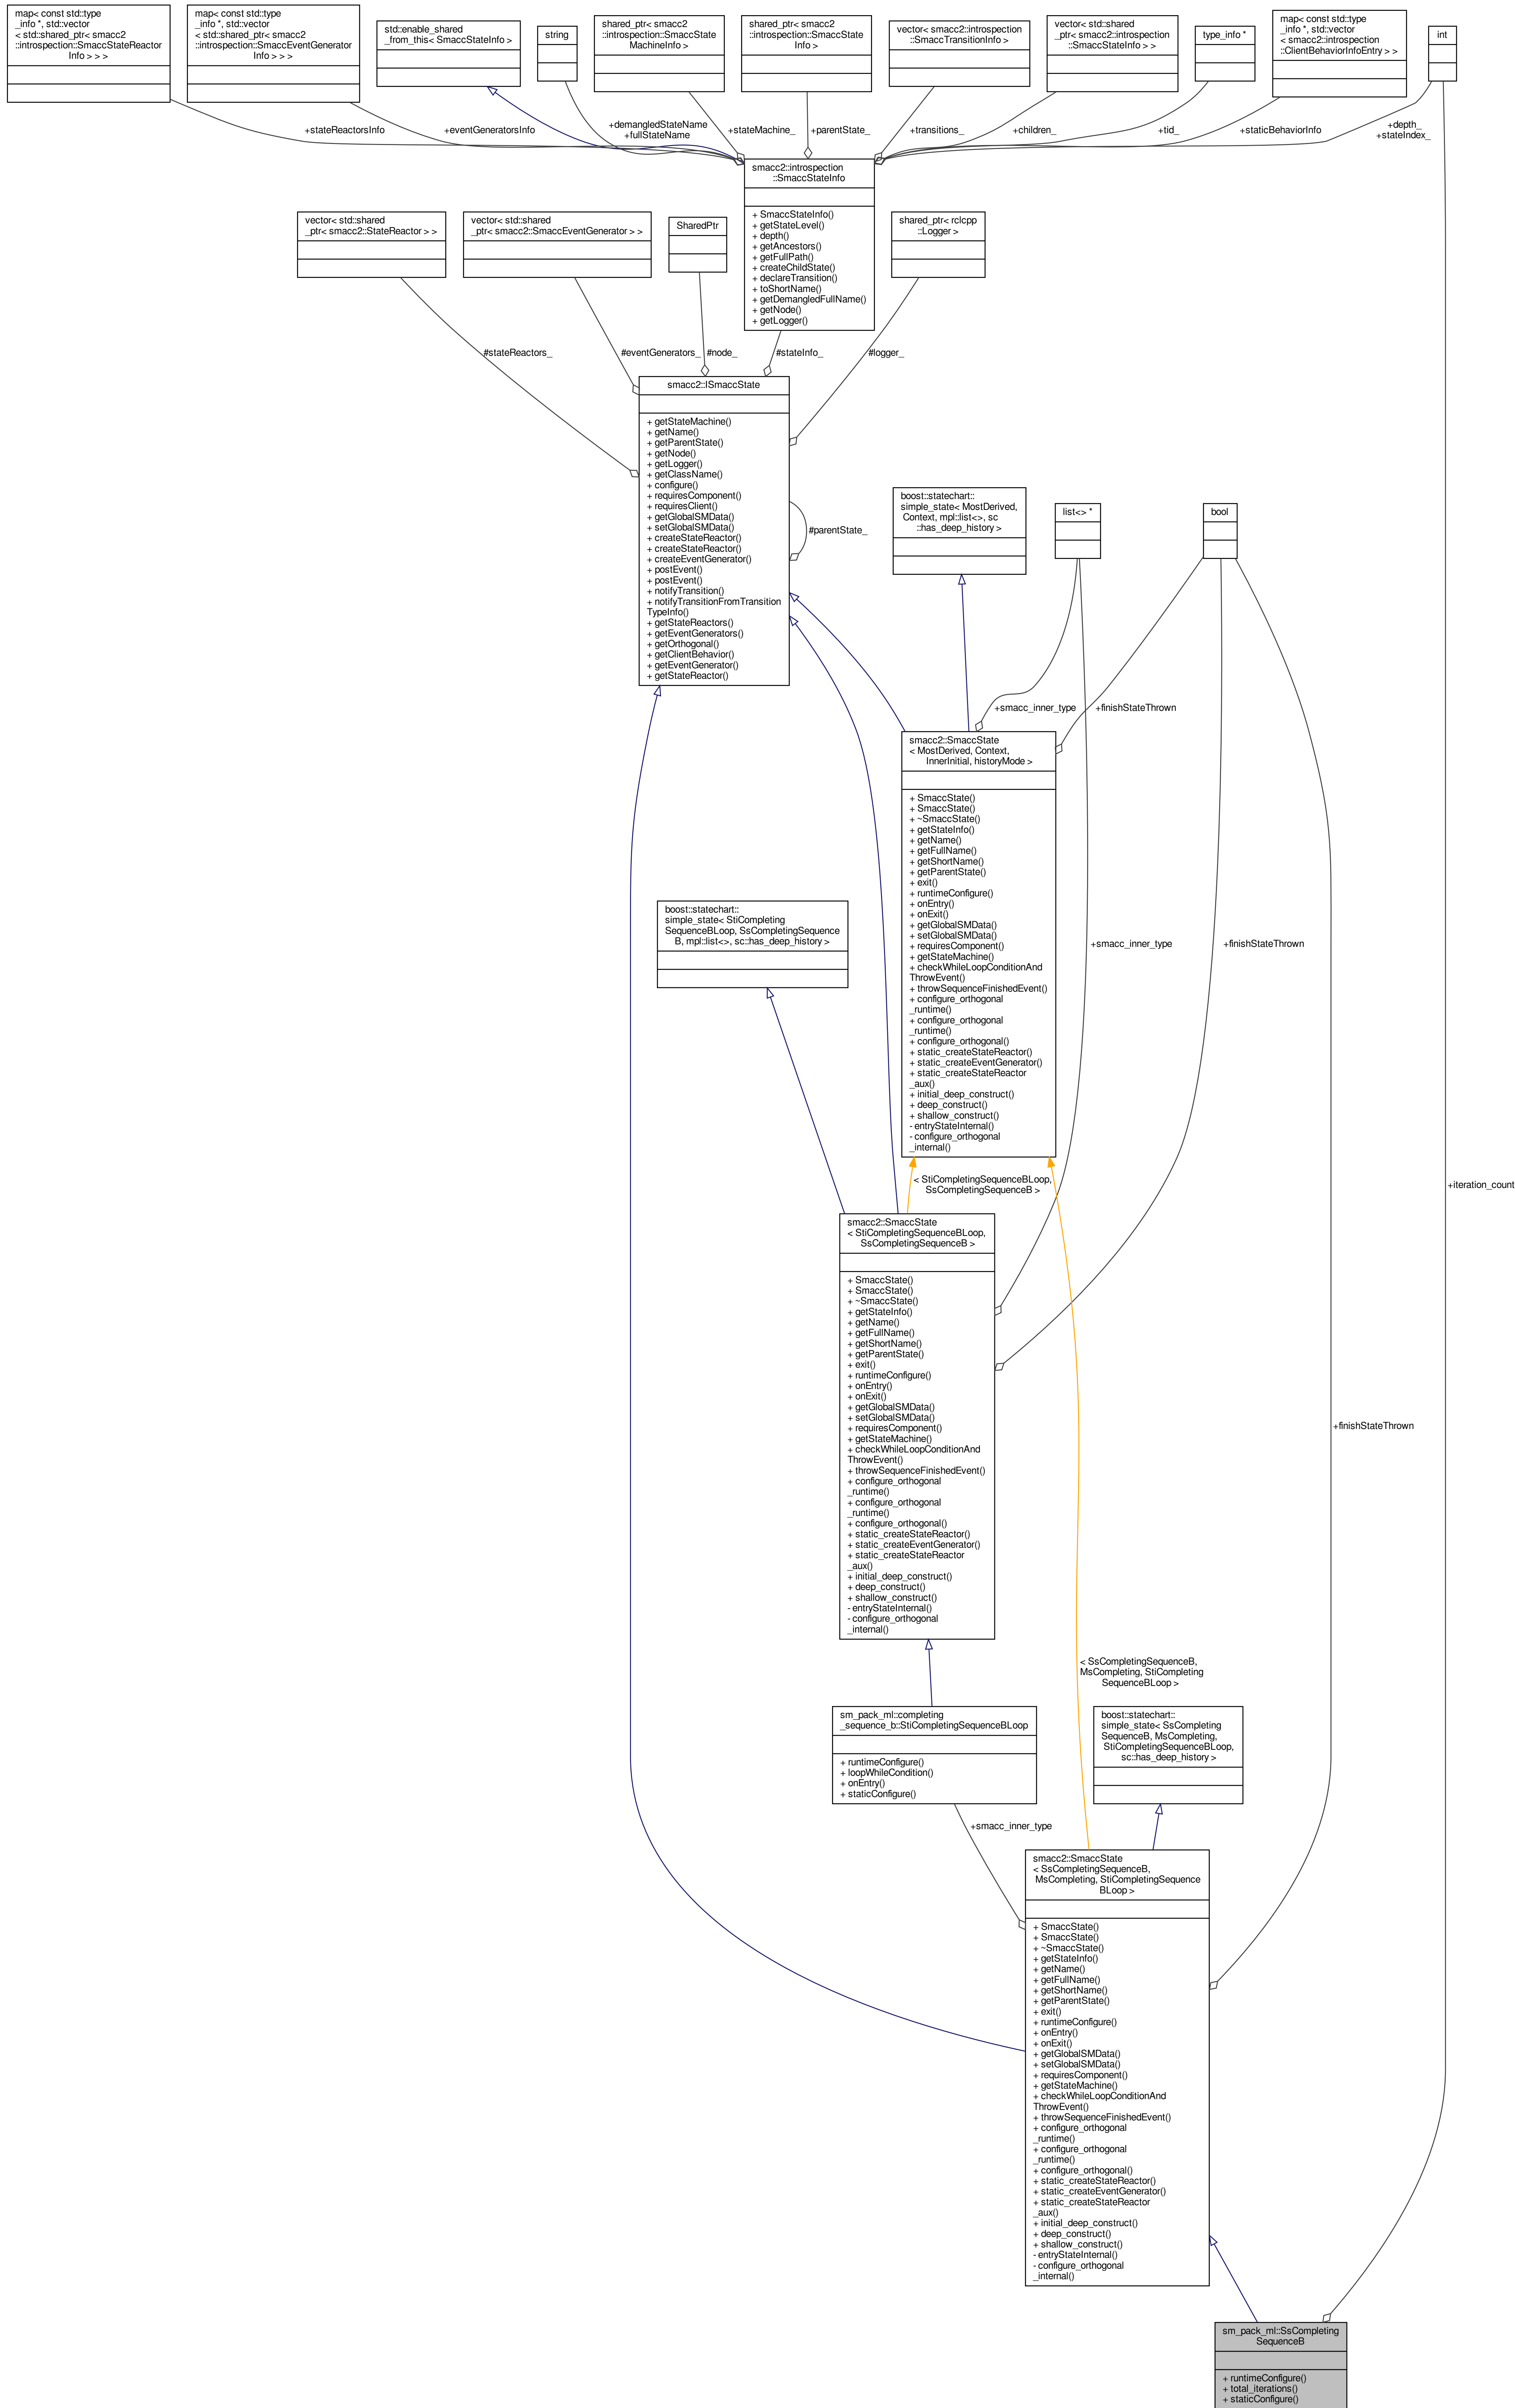 map< const std::type
_info *, std::vector
< std::shared_ptr< smacc2
::introspection::SmaccStateReactor
Info > > >
map< const std::type
_info *, std::vector
< std::shared_ptr< smacc2
::introspection::SmaccEventGenerator
Info > > >
std::enable_shared
_from_this< SmaccStateInfo >
string
shared_ptr< smacc2
::introspection::SmaccState
MachineInfo >
shared_ptr< smacc2
::introspection::SmaccState
Info >
vector< smacc2::introspection
::SmaccTransitionInfo >
vector< std::shared
_ptr< smacc2::introspection
::SmaccStateInfo > >
type_info *
map< const std::type
_info *, std::vector
< smacc2::introspection
::ClientBehaviorInfoEntry > >
int
+stateReactorsInfo
+eventGeneratorsInfo
+demangledStateName
+fullStateName
+stateMachine_
+parentState_
+transitions_
+children_
+tid_
+staticBehaviorInfo
+depth_
+stateIndex_
smacc2::introspection
::SmaccStateInfo
+ SmaccStateInfo()
+ getStateLevel()
+ depth()
+ getAncestors()
+ getFullPath()
+ createChildState()
+ declareTransition()
+ toShortName()
+ getDemangledFullName()
+ getNode()
+ getLogger()
vector< std::shared
_ptr< smacc2::StateReactor > >
vector< std::shared
_ptr< smacc2::SmaccEventGenerator > >
SharedPtr
shared_ptr< rclcpp
::Logger >
#stateReactors_
#eventGenerators_
#node_
#stateInfo_
#logger_
smacc2::ISmaccState
+ getStateMachine()
+ getName()
+ getParentState()
+ getNode()
+ getLogger()
+ getClassName()
+ configure()
+ requiresComponent()
+ requiresClient()
+ getGlobalSMData()
+ setGlobalSMData()
+ createStateReactor()
+ createStateReactor()
+ createEventGenerator()
+ postEvent()
+ postEvent()
+ notifyTransition()
+ notifyTransitionFromTransition
TypeInfo()
+ getStateReactors()
+ getEventGenerators()
+ getOrthogonal()
+ getClientBehavior()
+ getEventGenerator()
+ getStateReactor()
#parentState_
boost::statechart::
simple_state< MostDerived,
Context, mpl::list<>, sc
::has_deep_history >
list<> *
bool
+smacc_inner_type
+finishStateThrown
smacc2::SmaccState
< MostDerived, Context,
InnerInitial, historyMode >
+ SmaccState()
+ SmaccState()
+ ~SmaccState()
+ getStateInfo()
+ getName()
+ getFullName()
+ getShortName()
+ getParentState()
+ exit()
+ runtimeConfigure()
+ onEntry()
+ onExit()
+ getGlobalSMData()
+ setGlobalSMData()
+ requiresComponent()
+ getStateMachine()
+ checkWhileLoopConditionAnd
ThrowEvent()
+ throwSequenceFinishedEvent()
+ configure_orthogonal
_runtime()
+ configure_orthogonal
_runtime()
+ configure_orthogonal()
+ static_createStateReactor()
+ static_createEventGenerator()
+ static_createStateReactor
_aux()
+ initial_deep_construct()
+ deep_construct()
+ shallow_construct()
- entryStateInternal()
- configure_orthogonal
_internal()
boost::statechart::
simple_state< StiCompleting
SequenceBLoop, SsCompletingSequence
B, mpl::list<>, sc::has_deep_history >
+smacc_inner_type
+finishStateThrown
< StiCompletingSequenceBLoop,
SsCompletingSequenceB >
+iteration_count
smacc2::SmaccState
< StiCompletingSequenceBLoop,
SsCompletingSequenceB >
+ SmaccState()
+ SmaccState()
+ ~SmaccState()
+ getStateInfo()
+ getName()
+ getFullName()
+ getShortName()
+ getParentState()
+ exit()
+ runtimeConfigure()
+ onEntry()
+ onExit()
+ getGlobalSMData()
+ setGlobalSMData()
+ requiresComponent()
+ getStateMachine()
+ checkWhileLoopConditionAnd
ThrowEvent()
+ throwSequenceFinishedEvent()
+ configure_orthogonal
_runtime()
+ configure_orthogonal
_runtime()
+ configure_orthogonal()
+ static_createStateReactor()
+ static_createEventGenerator()
+ static_createStateReactor
_aux()
+ initial_deep_construct()
+ deep_construct()
+ shallow_construct()
- entryStateInternal()
- configure_orthogonal
_internal()
+finishStateThrown
< SsCompletingSequenceB,
MsCompleting, StiCompleting
SequenceBLoop >
sm_pack_ml::completing
_sequence_b::StiCompletingSequenceBLoop
+ runtimeConfigure()
+ loopWhileCondition()
+ onEntry()
+ staticConfigure()
boost::statechart::
simple_state< SsCompleting
SequenceB, MsCompleting,
StiCompletingSequenceBLoop,
sc::has_deep_history >
+smacc_inner_type
smacc2::SmaccState
< SsCompletingSequenceB,
MsCompleting, StiCompletingSequence
BLoop >
+ SmaccState()
+ SmaccState()
+ ~SmaccState()
+ getStateInfo()
+ getName()
+ getFullName()
+ getShortName()
+ getParentState()
+ exit()
+ runtimeConfigure()
+ onEntry()
+ onExit()
+ getGlobalSMData()
+ setGlobalSMData()
+ requiresComponent()
+ getStateMachine()
+ checkWhileLoopConditionAnd
ThrowEvent()
+ throwSequenceFinishedEvent()
+ configure_orthogonal
_runtime()
+ configure_orthogonal
_runtime()
+ configure_orthogonal()
+ static_createStateReactor()
+ static_createEventGenerator()
+ static_createStateReactor
_aux()
+ initial_deep_construct()
+ deep_construct()
+ shallow_construct()
- entryStateInternal()
- configure_orthogonal
_internal()
sm_pack_ml::SsCompleting
SequenceB
+ runtimeConfigure()
+ total_iterations()
+ staticConfigure()